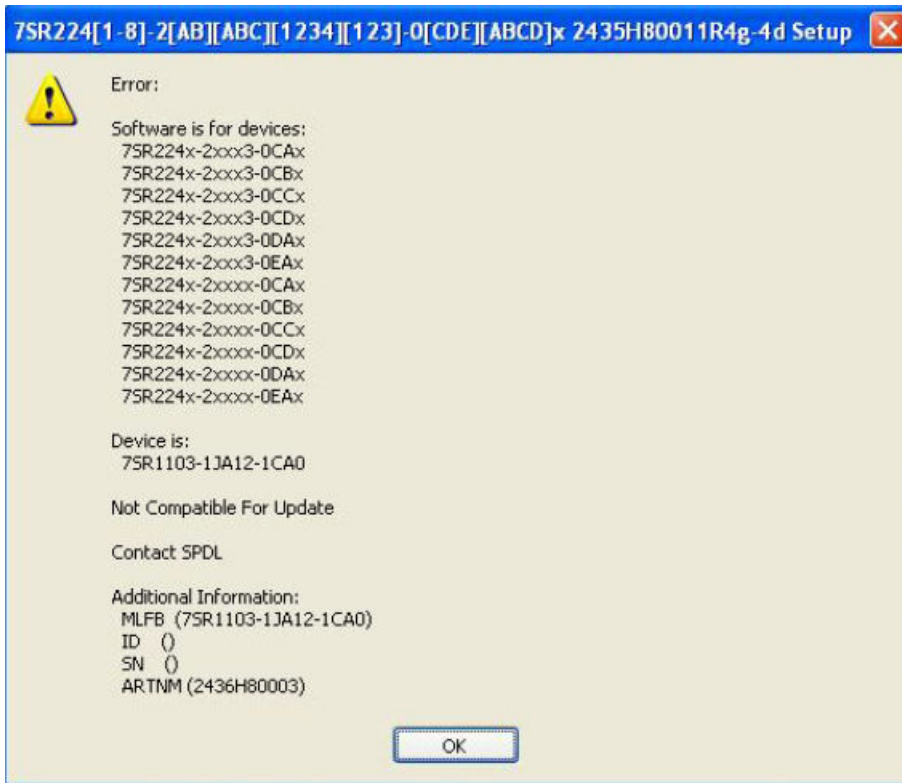 7SR224[1-8]-2[AB][ABC][1234][123]-0[CDE][ABCD]x 2435H80011R4g-4d Setup
Error:
Software is for devices:
7SR224x-2xxx3-0CAx
7SR224x-2xxx3-0CBx
7SR224x-2xxx3-0CCx
7SR224x-2xxx3-0CDx
7SR224x-2xxx3-0DAx
7SR224x-2xxx3-0EAx
7SR224x-2xxxx-0CAx
7SR224x-2xxxx-0CBx
7SR224x-2xxxx-0CCx
7SR224x-2xxxx-0CDx
7SR224x-2xxxx-0DAx
7SR224x-2xxxx-0EAx
Device is:
7SR1103-1JA12-1CA0
Not Compatible For Update
Contact SPDL
Additional Information:
MLFB (7SR1103-1JA12-1CA0)
ID ()
SN ()
ARTNM (2436H80003)
OK